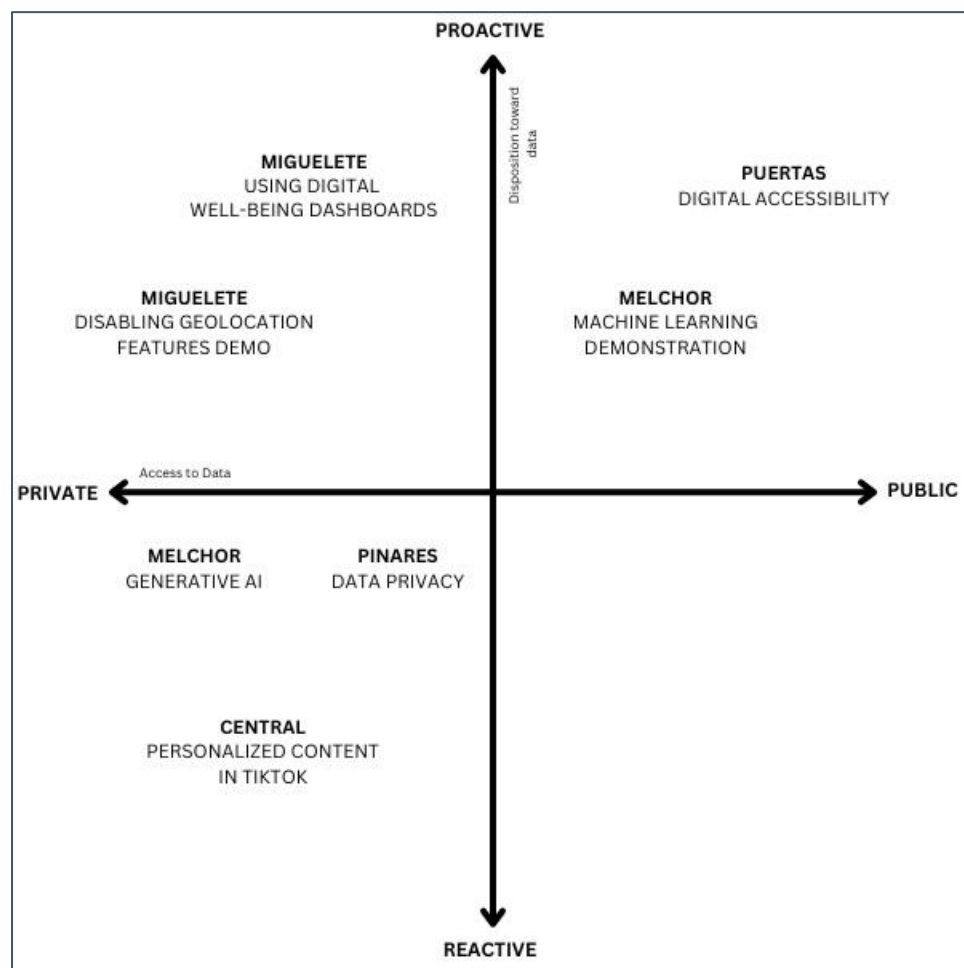 PROACTIVE
Disposition toward
data
MIGUELETE
USING DIGITAL
WELL-BEING DASHBOARDS
PUERTAS
DIGITAL ACCESSIBILITY
MIGUELETE
DISABLING GEOLOCATION
FEATURES DEMO
MELCHOR
MACHINE LEARNING
DEMONSTRATION
Access to Data
PRIVATE
PUBLIC
MELCHOR
GENERATIVE AI
PINARES
DATA PRIVACY
CENTRAL
PERSONALIZED CONTENT
IN TIKTOK
REACTIVE